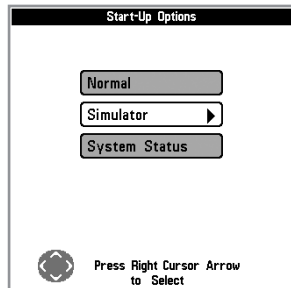 Start-Up Options
Normal
Simulator
System Status
Press Right Cursor Arrow
to Select